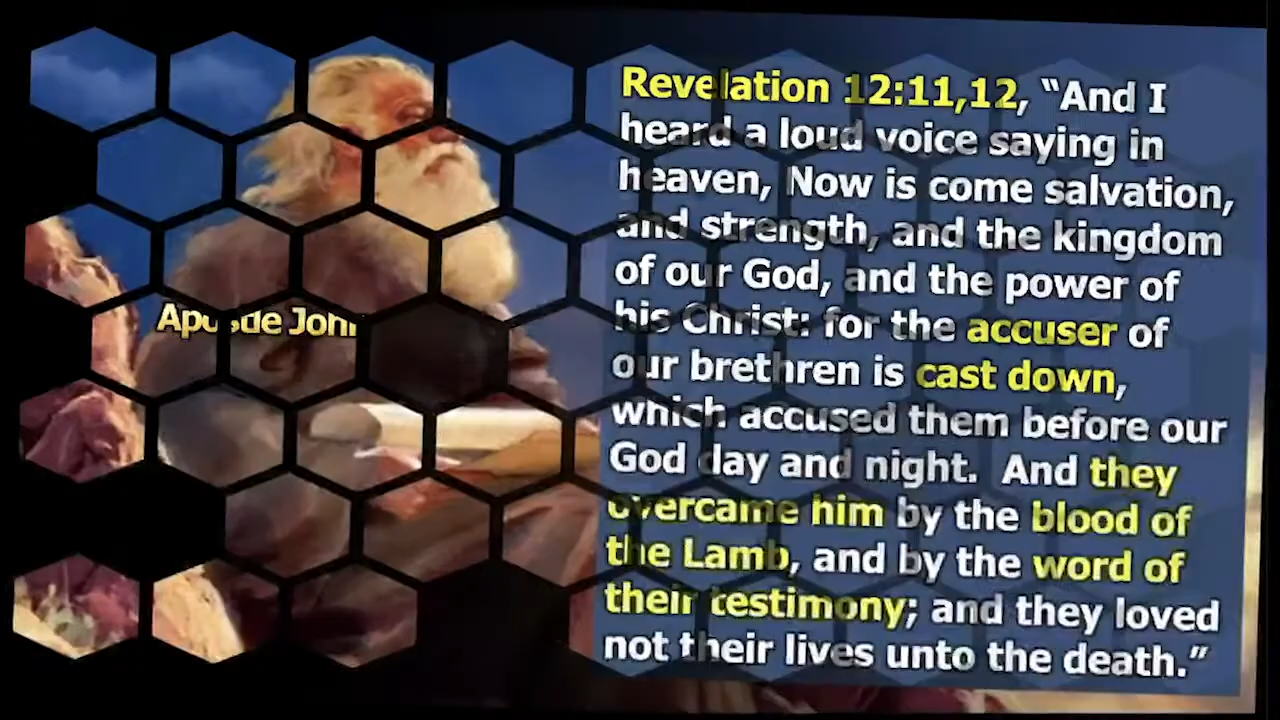 Revelation 12:11,12, “And I
heard a loud voice saying in
heaven, Now is come salvation,
and strength, and the kingdom
of our God, and the power of
his Christ: for the accuser of
our brethren is cast down,
which accused them before our
God day and night.  And they
overcame him by the blood of
the Lamb, and by the word of
their testimony; and they loved
not their lives unto the death.”
Apostle John